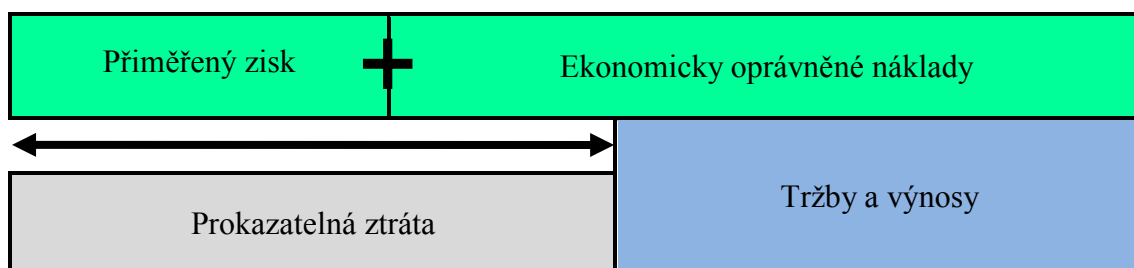 Přiměřený zisk + Ekonomicky oprávněné náklady
Tržby a výnosy
Prokazatelná ztráta